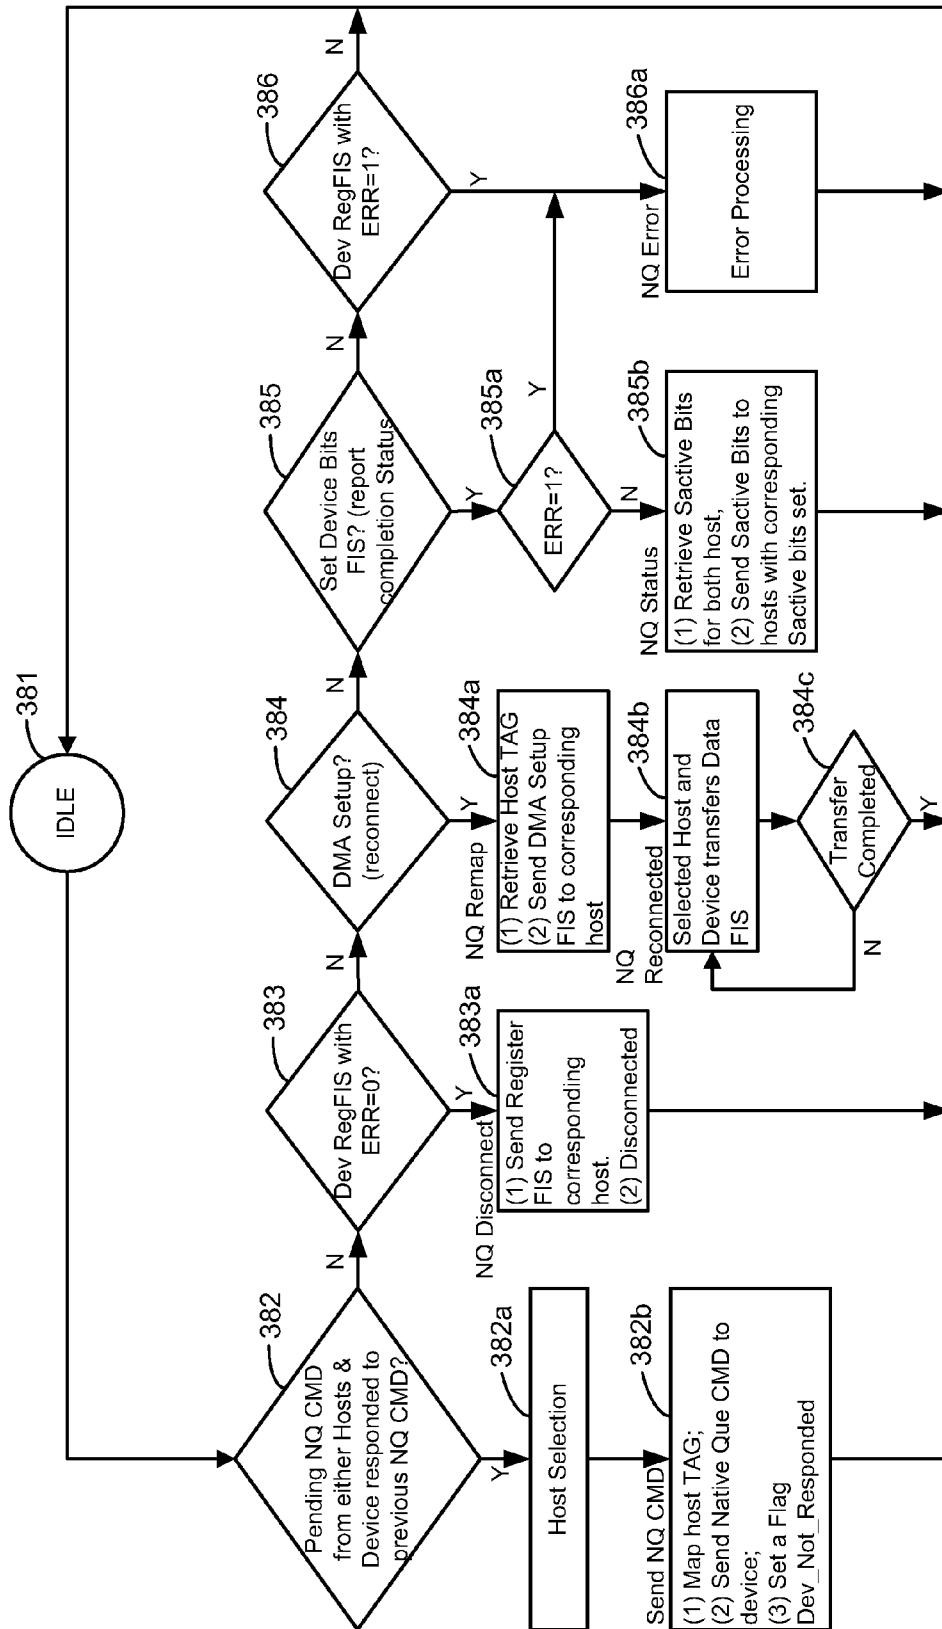 IDLE
381
Pending NQ CMD
from either Hosts &
Device responded to
previous NQ CMD?
382
N
Y
Host Selection
382a
Send NQ CMD
382b
(1) Map host TAG;
(2) Send Native Que CMD to
device;
(3) Set a Flag
Dev_Not_Responded
Dev RegFIS with
ERR=0?
383
N
Y
NQ Disconnect
383a
(1) Send Register
FIS to
corresponding
host.
(2) Disconnected
DMA Setup?
(reconnect)
384
N
Y
NQ Remap
384a
(1) Retrieve Host TAG
(2) Send DMA Setup
FIS to corresponding
host
NQ
Reconnected
384b
Selected Host and
Device transfers Data
FIS
Transfer
Completed
384c
N
Y
Set Device Bits
FIS? (report
completion Status
385
N
Y
ERR=1?
385a
Y
N
NQ Status
385b
(1) Retrieve Sactive Bits
for both host,
(2) Send Sactive Bits to
hosts with corresponding
Sactive bits set.
Dev RegFIS with
ERR=1?
386
N
Y
NQ Error
386a
Error Processing